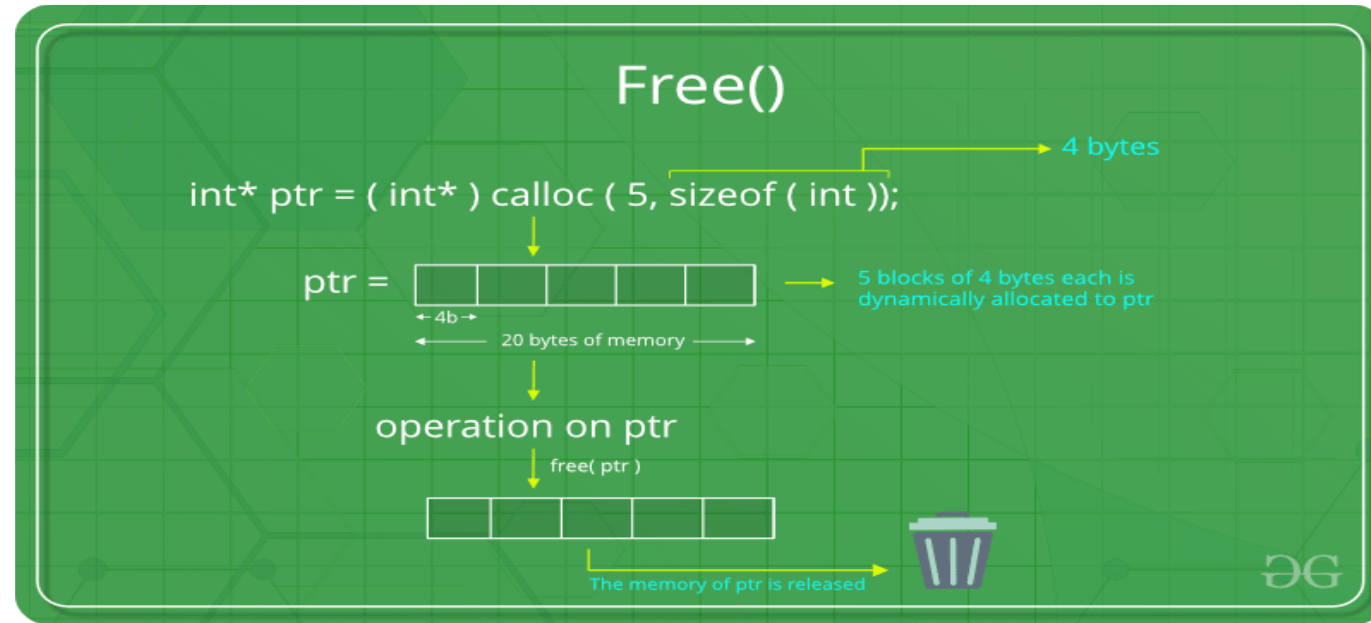 Free()
4 bytes
int* ptr = ( int* ) calloc ( 5, sizeof ( int ));
ptr =
5 blocks of 4 bytes each is
dynamically allocated to ptr
4b
20 bytes of memory
operation on ptr
free( ptr )
The memory of ptr is released